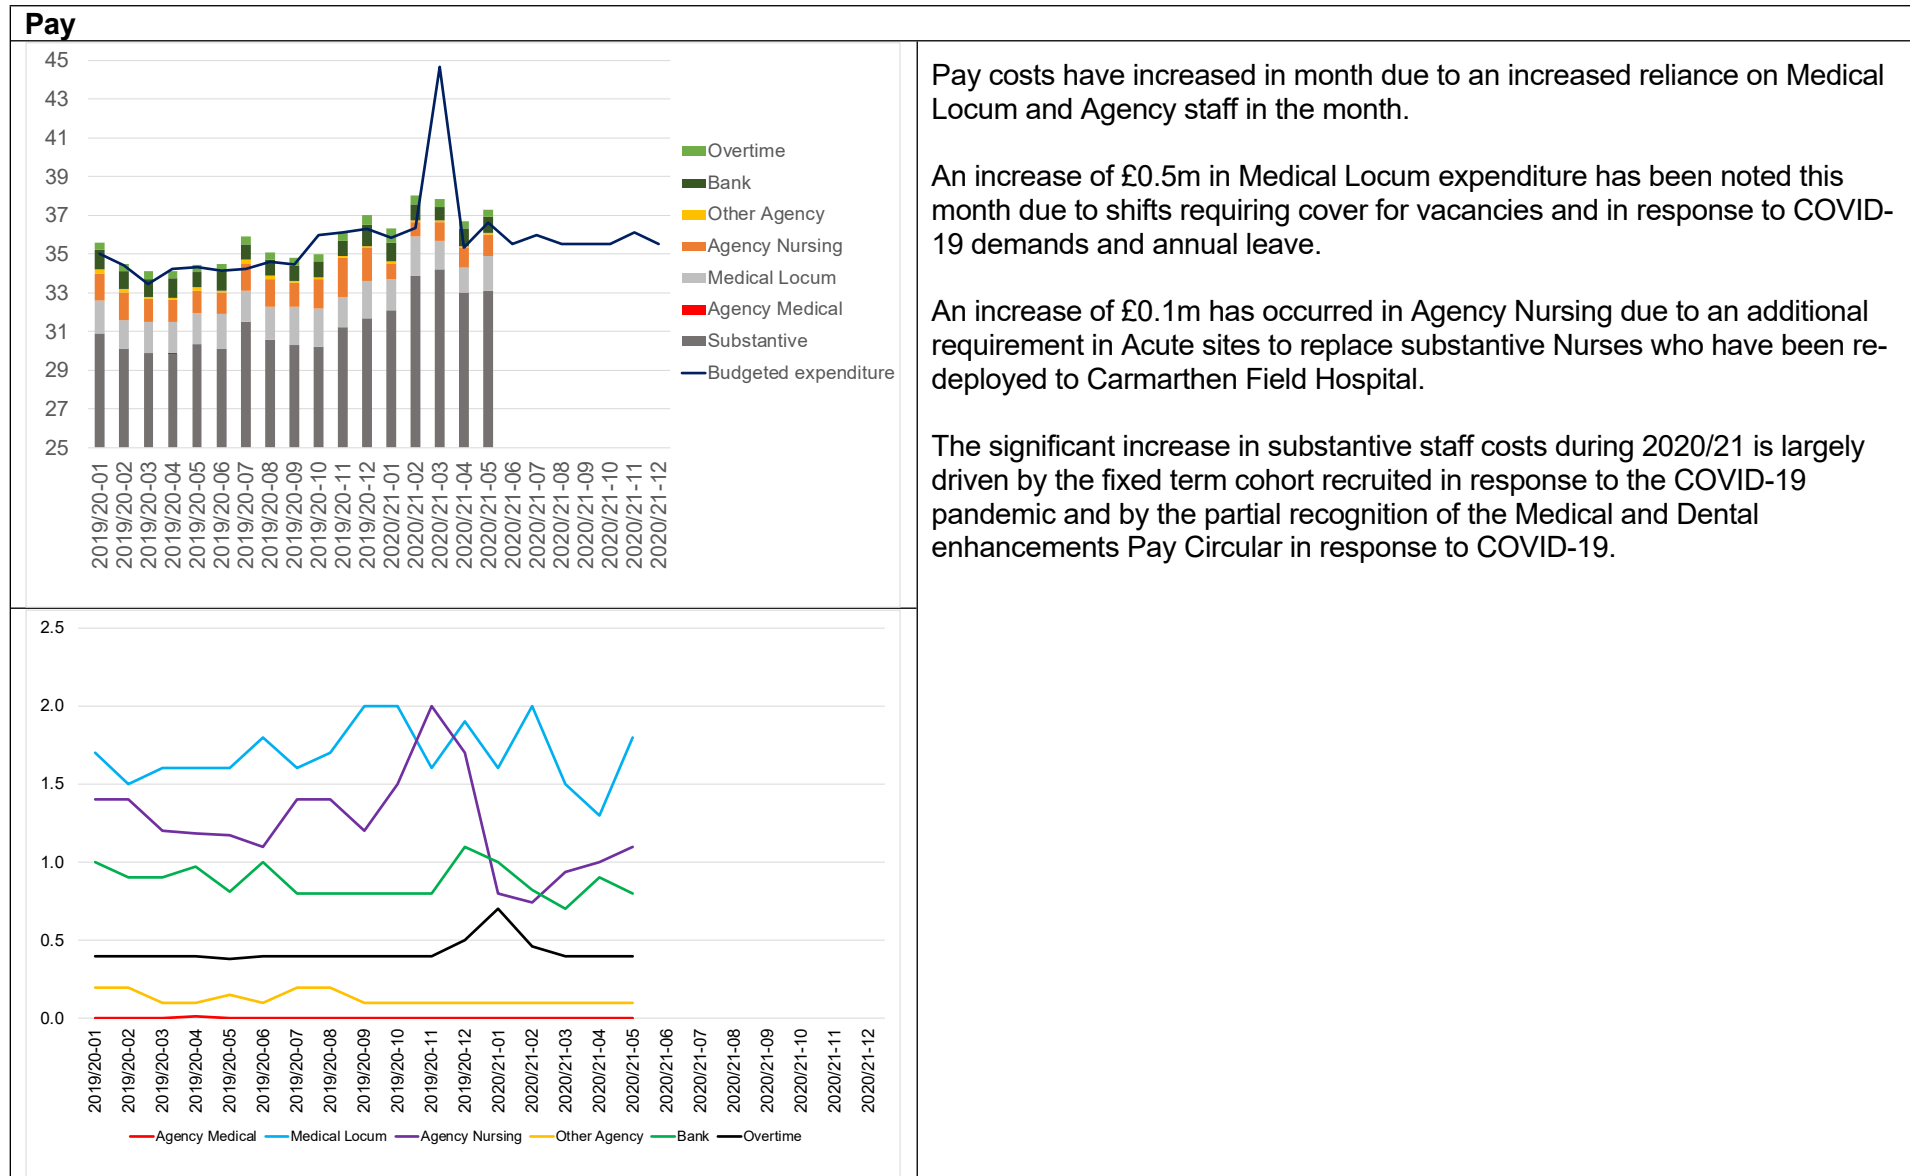 Pay
45
43
41
39
37
35
33
31
29
27
25
2019/20-01
2019/20-02
2019/20-03
2019/20-04
2019/20-05
2019/20-06
2019/20-07
2019/20-08
2019/20-09
2019/20-10
2019/20-11
2019/20-12
2020/21-01
2020/21-02
2020/21-03
2020/21-04
2020/21-05
2020/21-06
2020/21-07
2020/21-08
2020/21-09
2020/21-10
2020/21-11
2020/21-12
Overtime
Bank
Other Agency
Agency Nursing
Medical Locum
Agency Medical
Substantive
Budgeted expenditure
Pay costs have increased in month due to an increased reliance on Medical
Locum and Agency staff in the month.
An increase of £0.5m in Medical Locum expenditure has been noted this
month due to shifts requiring cover for vacancies and in response to COVID-
19 demands and annual leave.
An increase of £0.1m has occurred in Agency Nursing due to an additional
requirement in Acute sites to replace substantive Nurses who have been re-
deployed to Carmarthen Field Hospital.
The significant increase in substantive staff costs during 2020/21 is largely
driven by the fixed term cohort recruited in response to the COVID-19
pandemic and by the partial recognition of the Medical and Dental
enhancements Pay Circular in response to COVID-19.
2.5
2.0
1.5
1.0
0.5
0.0
2019/20-01
2019/20-02
2019/20-03
2019/20-04
2019/20-05
2019/20-06
2019/20-07
2019/20-08
2019/20-09
2019/20-10
2019/20-11
2019/20-12
2020/21-01
2020/21-02
2020/21-03
2020/21-04
2020/21-05
2020/21-06
2020/21-07
2020/21-08
2020/21-09
2020/21-10
2020/21-11
2020/21-12
Agency Medical Medical Locum Agency Nursing Other Agency Bank Overtime